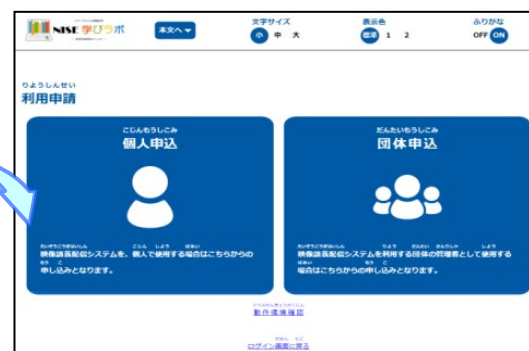 NISE 学びラボ
本文へ
文字サイズ
小 中 大
表示色
標準 1 2
ふりがな
OFF ON
りようしんせい
利用申請
こじんもうしこみ
個人申込
だんたいもうしこみ
団体申込
映像講義配信システムを、個人で使用する場合はこちらからの
申し込みとなります。
映像講義配信システムを利用する団体の管理者として使用する
場合はこちらからの申し込みとなります。
動作環境確認
ログイン画面に戻る